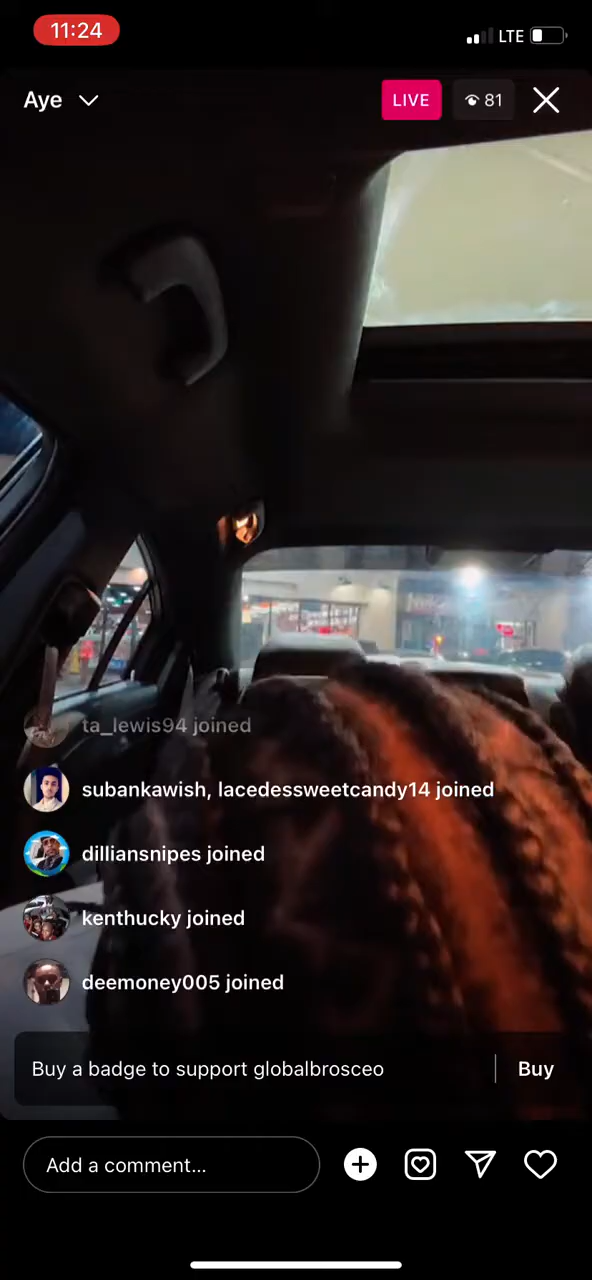 11:24
LTE
Aye
LIVE
81
ta_lewis94 joined
subankawish, lacedessweetcandy14 joined
dilliansnipes joined
kenthucky joined
deemoney005 joined
Buy a badge to support globalbrosceo
Buy
Add a comment...